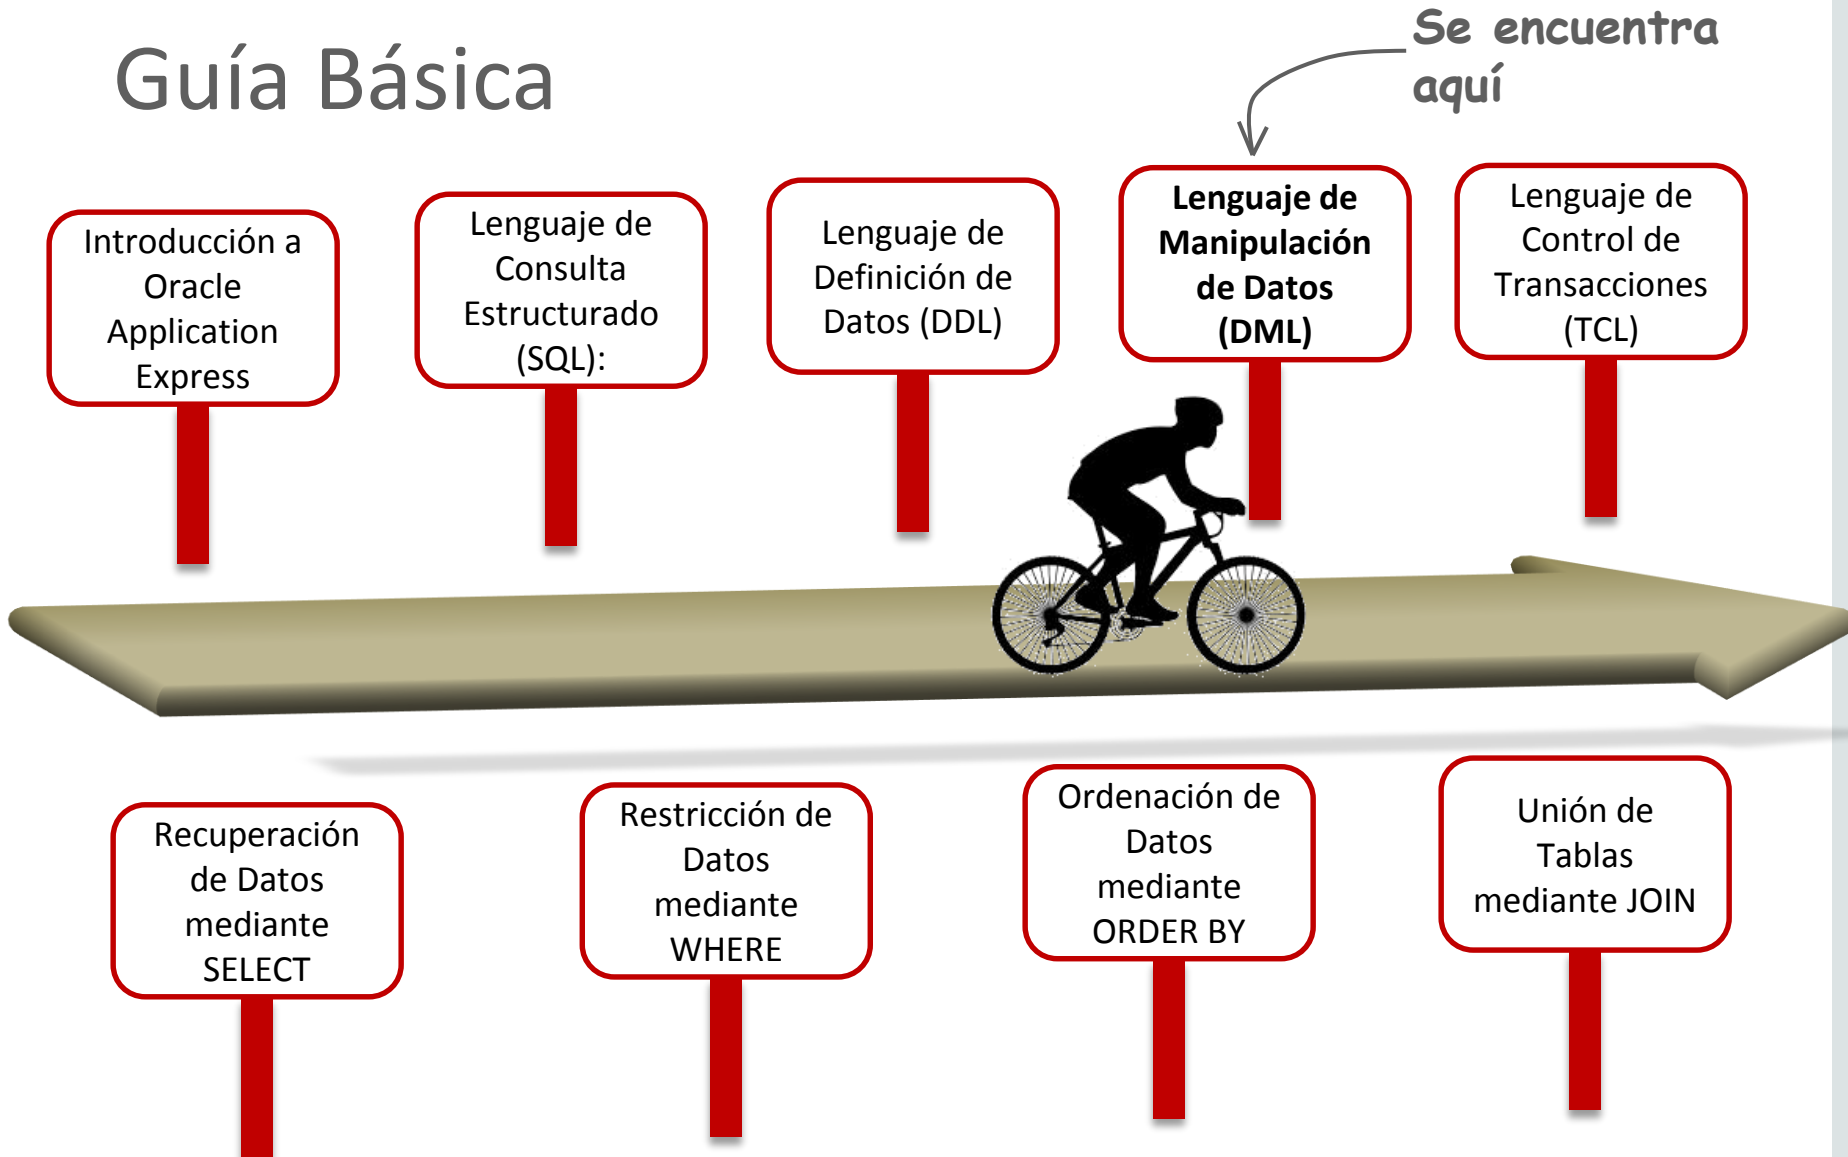 Guía Básica
Se encuentra
aquí
Introducción a
Oracle
Application
Express
Lenguaje de
Consulta
Estructurado
(SQL):
Lenguaje de
Definición de
Datos (DDL)
Lenguaje de
Manipulación
de Datos
(DML)
Lenguaje de
Control de
Transacciones
(TCL)
Recuperación
de Datos
mediante
SELECT
Restricción de
Datos
mediante
WHERE
Ordenación de
Datos
mediante
ORDER BY
Unión de
Tablas
mediante JOIN